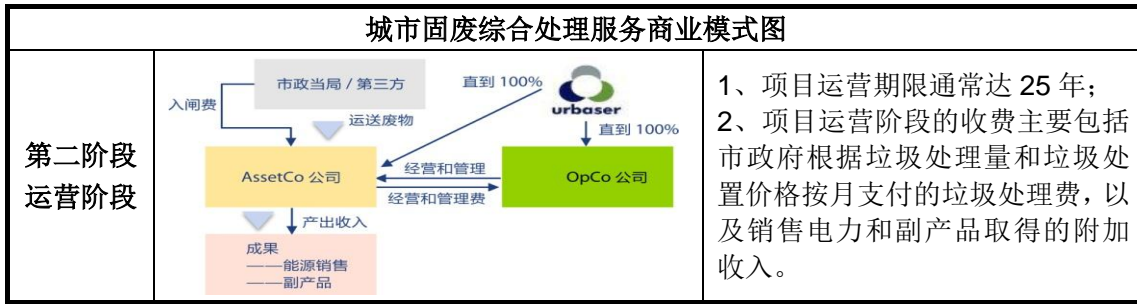 城市固废综合处理服务商业模式图
第二阶段
运营阶段
市政当局 / 第三方
直到 100%
urbaser
入闸费
运送废物
直到 100%
AssetCo 公司
经营和管理
经营和管理费
OpCo 公司
产出收入
成果
——能源销售
——副产品
1、项目运营期限通常达 25 年；
2、项目运营阶段的收费主要包括
市政府根据垃圾处理量和垃圾处
置价格按月支付的垃圾处理费，以
及销售电力和副产品取得的附加
收入。